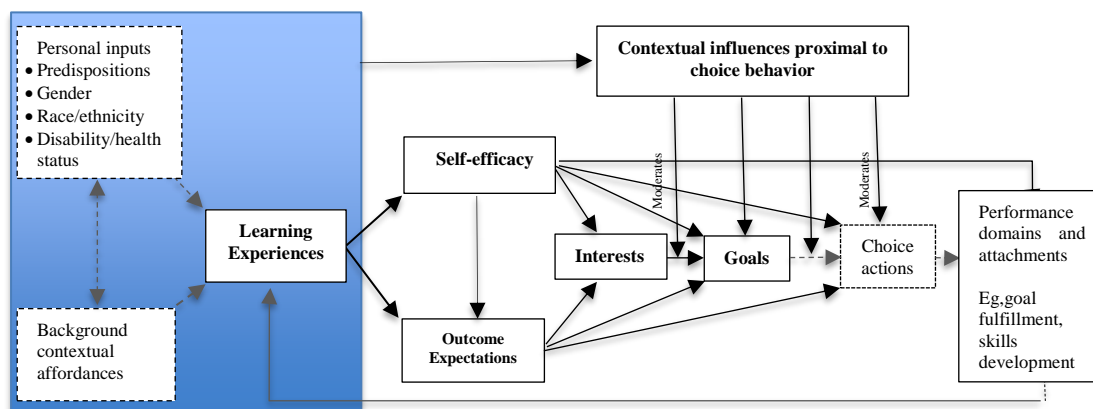 Personal inputs
• Predispositions
• Gender
• Race/ethnicity
• Disability/health
status
Contextual influences proximal to
choice behavior
Self-efficacy
Moderates
Moderates
Learning
Experiences
Interests
Goals
Choice
actions
Performance
domains and
attachments
Eg,goal
fulfillment,
skills
development
Background
contextual
affordances
Outcome
Expectations